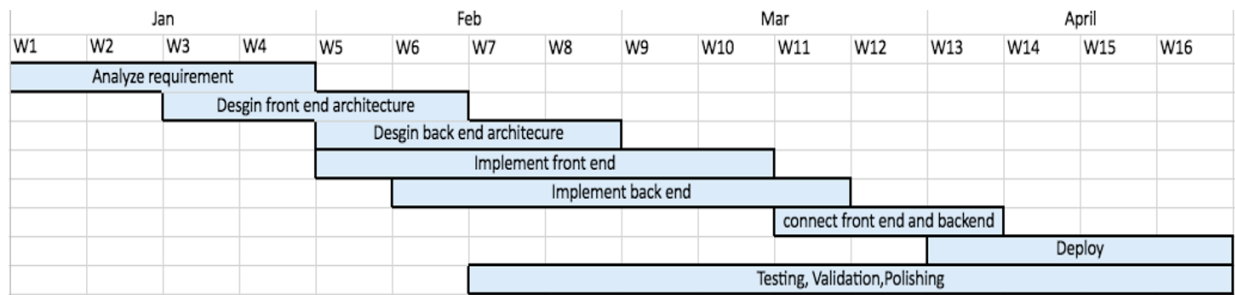 Jan Feb Mar April
W1 W2 W3 W4 W5 W6 W7 W8 W9 W10 W11 W12 W13 W14 W15 W16
Analyze requirement
Desgin front end architecture
Desgin back end architecure
Implement front end
Implement back end
connect front end and backend
Deploy
Testing, Validation,Polishing